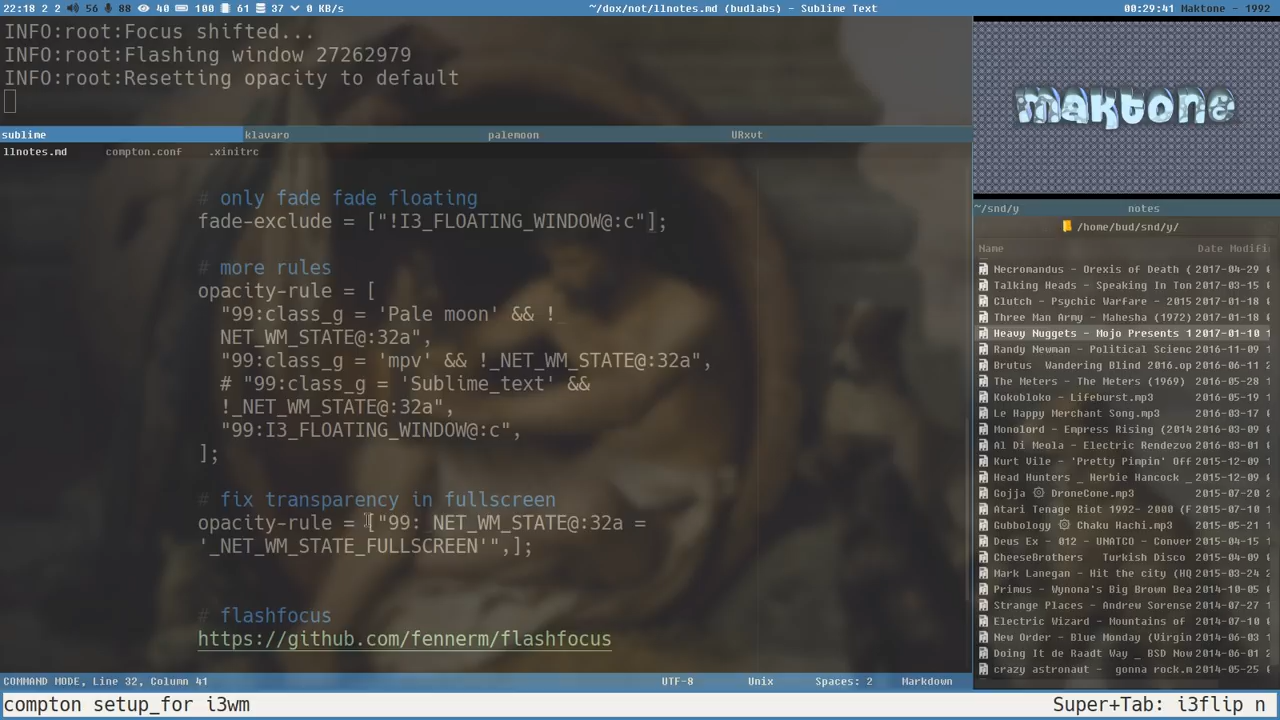 22:18 2 2 56 88 40 100 61 37 0 KB/s
~/dox/not/llnotes.md (budlabs) - Sublime Text
00:29:41 Maktone - 1992
INFO:root:Focus shifted...
INFO:root:Flashing window 27262979
INFO:root:Resetting opacity to default
sublime klavaro palemoon URxvt
llnotes.md compton.conf .xinitrc
# only fade fade floating
fade-exclude = ["!I3_FLOATING_WINDOW@:c"];
# more rules
opacity-rule = [
"99:class_g = 'Pale moon' && !
NET_WM_STATE@:32a",
"99:class_g = 'mpv' && !_NET_WM_STATE@:32a",
# "99:class_g = 'Sublime_text' &&
!_NET_WM_STATE@:32a",
"99:I3_FLOATING_WINDOW@:c",
];
# fix transparency in fullscreen
opacity-rule = ["99:_NET_WM_STATE@:32a =
'_NET_WM_STATE_FULLSCREEN'",];
# flashfocus
https://github.com/fennerm/flashfocus
COMMAND MODE, Line 32, Column 41 UTF-8 Unix Spaces: 2 Markdown
maktone
~/snd/y notes
/home/bud/snd/y/
Name Date Modifi
Necromandus - Orexis of Death ( 2017-04-29
Talking Heads - Speaking In Ton 2017-03-15
Clutch - Psychic Warfare - 2015 2017-03-01
Three Man Army - Mahesha (1972) 2017-01-18
Heavy Nuggets - Mojo Presents 1 2017-01-10
Randy Newman - Political Scienc 2016-11-09
Brutus Wandering Blind 2016.op 2016-06-11
The Meters - The Meters (1969) 2016-05-28
Kokobloko - Lifeburst.mp3 2016-05-19
Le Happy Merchant Song.mp3 2016-03-17
Monolord - Empress Rising (2014 2016-03-09
Al Di Meola - Electric Rendezvo 2016-03-01
Kurt Vile - 'Pretty Pimpin' Off 2015-12-09
Head Hunters _ Herbie Hancock _ 2015-12-09
Gojja ۞ DroneCone.mp3 2015-07-20
Atari Tenage Riot 1992- 2000 (F 2015-07-10
Gubbology ۞ Chaku Hachi.mp3 2015-05-21
Deus Ex - 012 - UNATCO - Conver 2015-04-15
CheeseBrothers Turkish Disco 2015-04-13
Mark Lanegan - Hit the city (HQ 2015-03-24
Primus - Wynona's Big Brown Bea 2014-09-01
Strange Places - Andrew Sorense 2014-07-27
Electric Wizard - Mountains of 2014-07-10
New Order - Blue Monday (Virgin 2014-06-03
Doing It de Raadt Way _ BSD Now 2014-06-01
crazy astronaut - gonna rock.m 2014-05-25
compton setup_for i3wm
Super+Tab: i3flip n